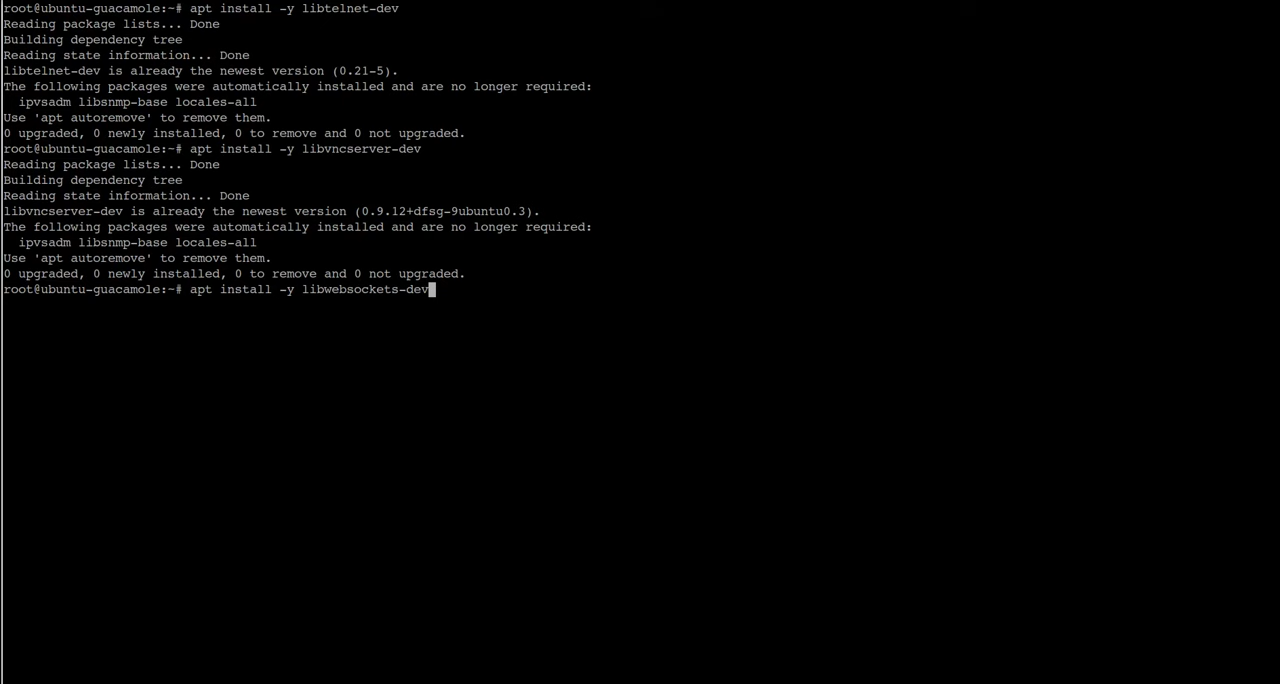 root@ubuntu-guacamole:~# apt install -y libtelnet-dev
Reading package lists... Done
Building dependency tree
Reading state information... Done
libtelnet-dev is already the newest version (0.21-5).
The following packages were automatically installed and are no longer required:
  ipvsadm libsnmp-base locales-all
Use 'apt autoremove' to remove them.
0 upgraded, 0 newly installed, 0 to remove and 0 not upgraded.
root@ubuntu-guacamole:~# apt install -y libvncserver-dev
Reading package lists... Done
Building dependency tree
Reading state information... Done
libvncserver-dev is already the newest version (0.9.12+dfsg-9ubuntu0.3).
The following packages were automatically installed and are no longer required:
  ipvsadm libsnmp-base locales-all
Use 'apt autoremove' to remove them.
0 upgraded, 0 newly installed, 0 to remove and 0 not upgraded.
root@ubuntu-guacamole:~# apt install -y libwebsockets-dev